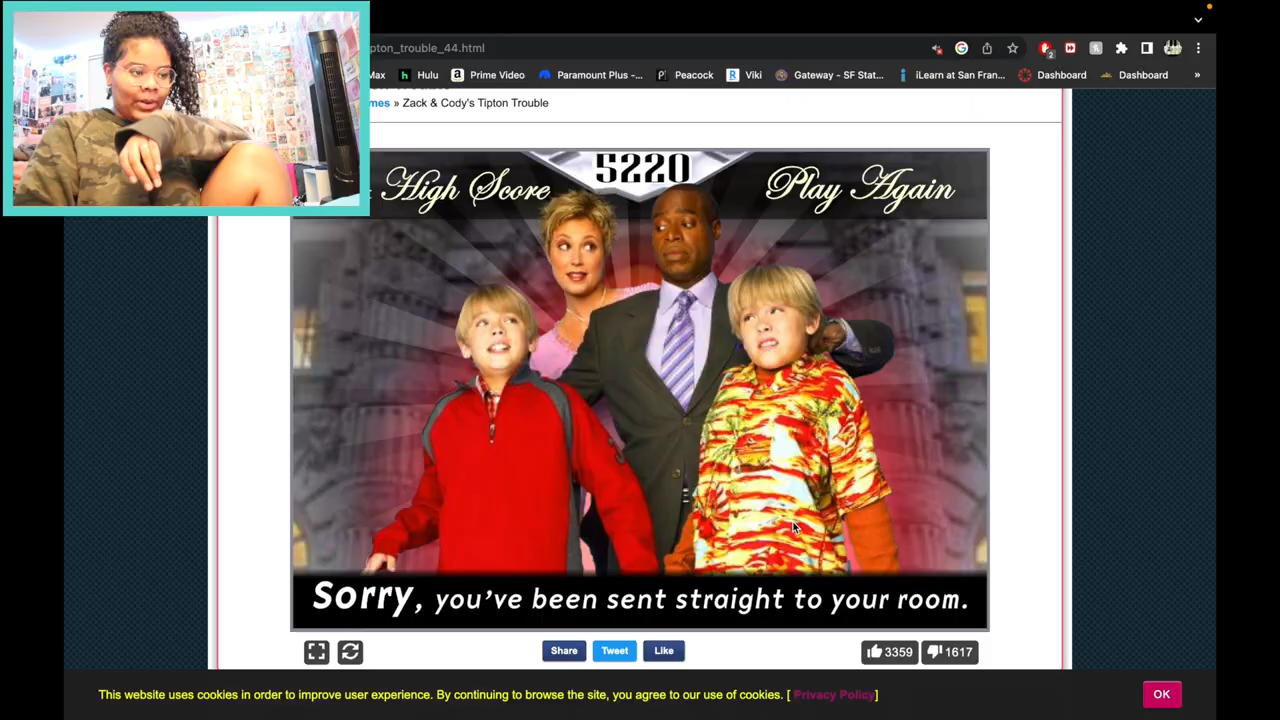 pton_trouble_44.html
Max
Hulu
Prime Video
Paramount Plus -...
Peacock
Viki
Gateway - SF Stat...
iLearn at San Fran...
Dashboard
Dashboard
»
mes » Zack & Cody's Tipton Trouble
High Score
5220
Play Again
Sorry, you've been sent straight to your room.
Share
Tweet
Like
3359
1617
This website uses cookies in order to improve user experience. By continuing to browse the site, you agree to our use of cookies. [ Privacy Policy]
OK